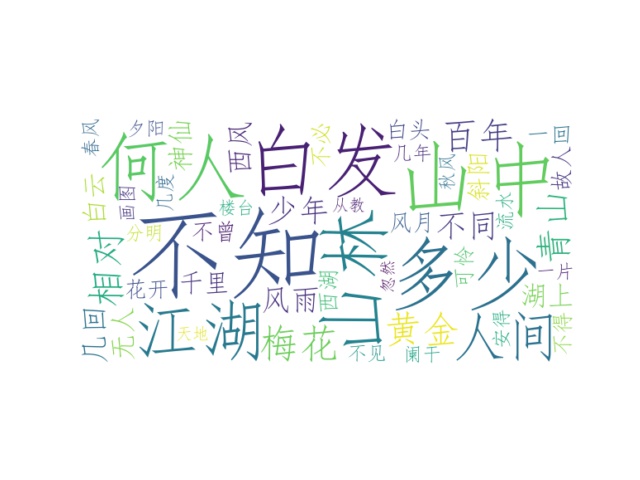 春风
夕阳
神仙
何人
西风
白发
不必
白头
几年
百年
山中
秋风
斜阳
一
故人
回
白云
画图
几度
楼台
少年
从教
风月
不同
流水
青山
相对
分明
不曾
不知
山林
忽然
多少
可怜
一片
花开
千里
风雨
西湖
湖上
几回
无人
江湖
天地
梅花
黄金
不见
阑干
人间
安得
不得